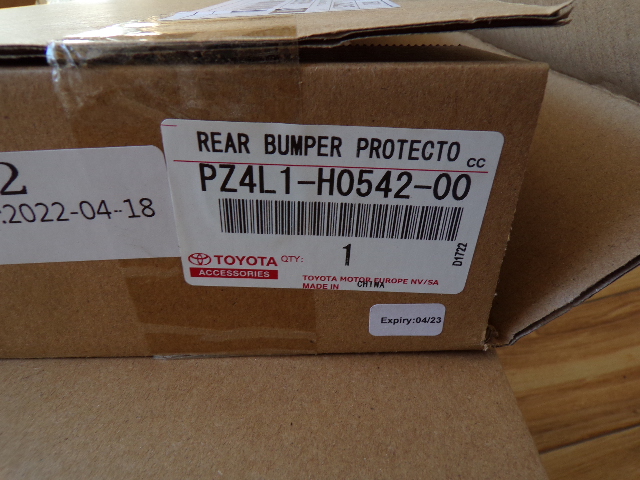 REAR BUMPER PROTECTO CC
PZ4L1-H0542-00
TOYOTA
ACCESSORIES
QTY: 1
D1722
TOYOTA MOTOR EUROPE NV/SA
MADE IN CHINA
Expiry:04/23
2
:2022-04-18